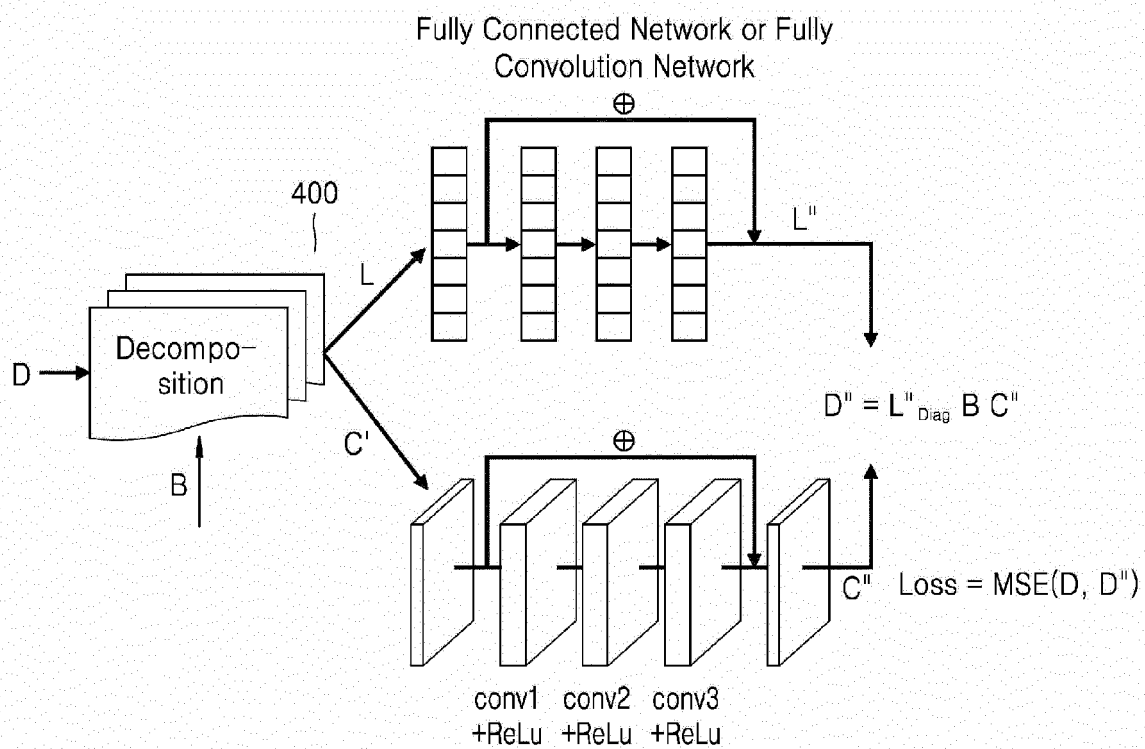 Fully Connected Network or Fully
Convolution Network
⊕
400
L
L"
D
Decompo-
sition
C'
B
D" = L"Diag B C"
⊕
C"
Loss = MSE(D, D")
conv1 conv2 conv3
+ReLu +ReLu +ReLu